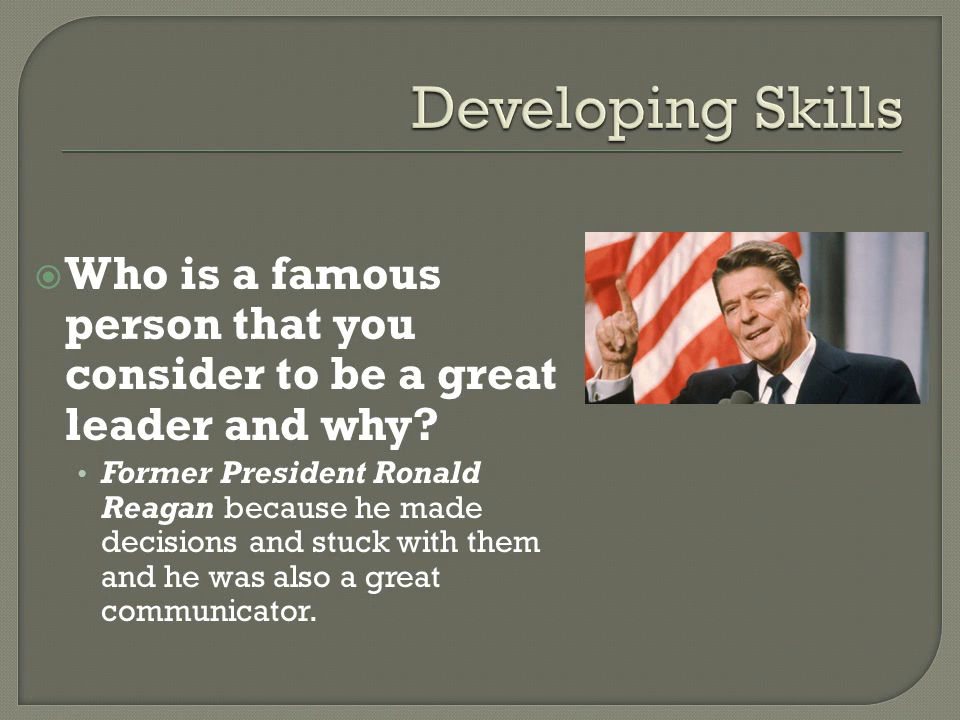 Developing Skills
Who is a famous
person that you
consider to be a great
leader and why?
Former President Ronald
Reagan because he made
decisions and stuck with them
and he was also a great
communicator.